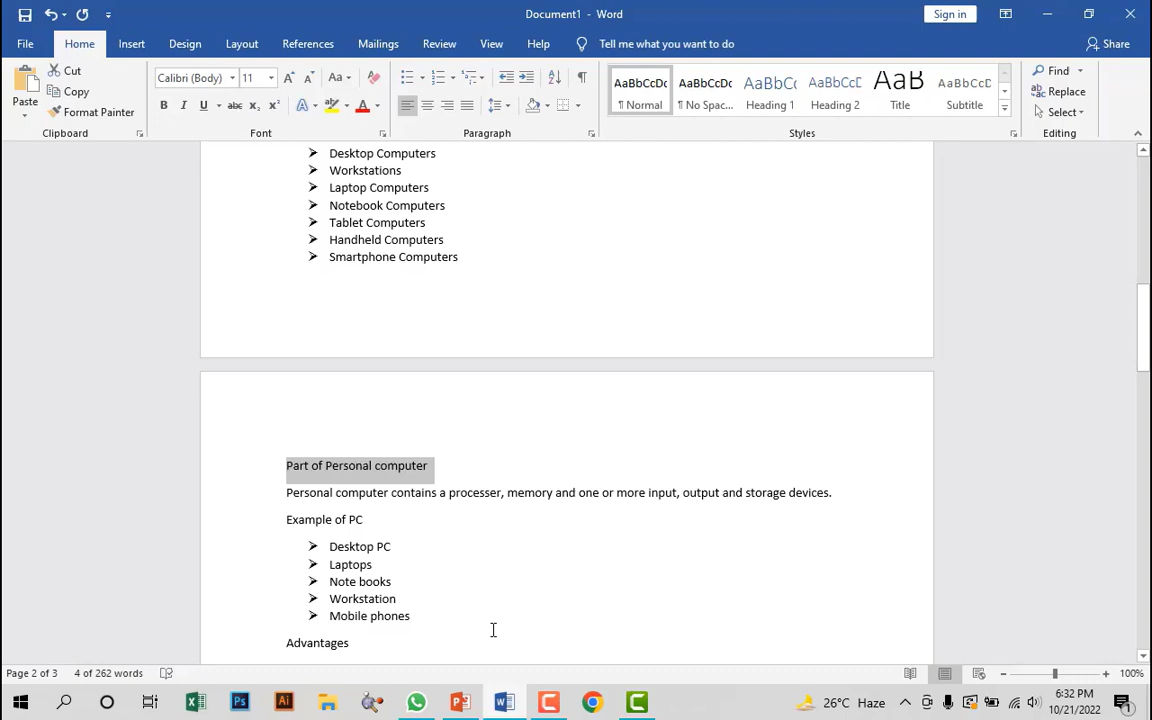 Document1 - Word
Sign in
File Home Insert Design Layout References Mailings Review View Help Tell me what you want to do Share
Paste
Cut
Copy
Format Painter
Clipboard
Calibri (Body) 11
Aa
B I U abc x₂ x² A A
Font
Paragraph
AaBbCcDc AaBbCcDc AaBbCcD AaBbCcD AaB AaBbCcD
¶ Normal ¶ No Spac... Heading 1 Heading 2 Title Subtitle
Styles
Find
Replace
Select
Editing
Desktop Computers
Workstations
Laptop Computers
Notebook Computers
Tablet Computers
Handheld Computers
Smartphone Computers
Part of Personal computer
Personal computer contains a processer, memory and one or more input, output and storage devices.
Example of PC
Desktop PC
Laptops
Note books
Workstation
Mobile phones
Advantages
Page 2 of 3 4 of 262 words 100%
26°C Haze
6:32 PM
10/21/2022